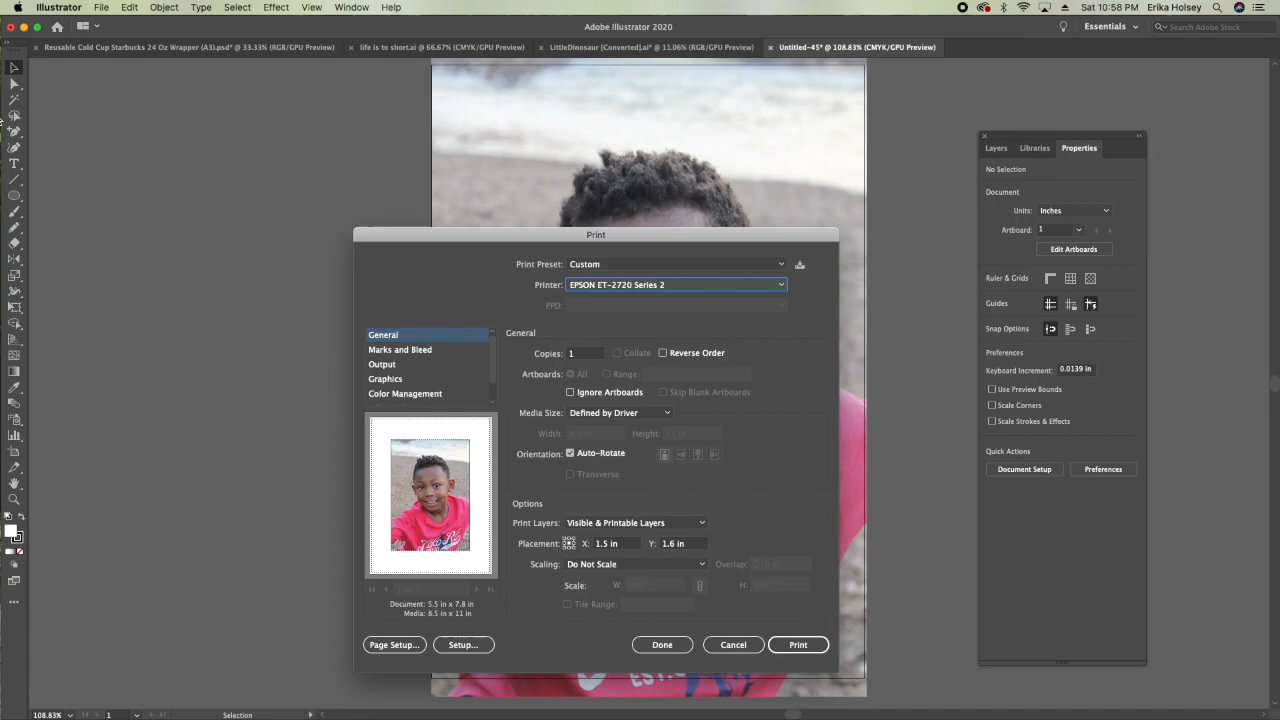 Illustrator File Edit Object Type Select Effect View Window Help Sat 10:58 PM Erika Holsey
Adobe Illustrator 2020
Essentials
Search Adobe Stock
× Reusable Cold Cup Starbucks 24 Oz Wrapper (A3).psd* @ 33.33% (RGB/GPU Preview) × life is to short.ai @ 66.67% (CMYK/GPU Preview) × LittleDinosaur [Converted].ai* @ 11.06% (RGB/GPU Preview) × Untitled-45* @ 108.83% (CMYK/GPU Preview)
Print
Print Preset: Custom
Printer: EPSON ET-2720 Series 2
PPD:
General
Marks and Bleed
Output
Graphics
Color Management
Document: 5.5 in x 7.8 in
Media: 8.5 in x 11 in
General
Copies: 1 Collate Reverse Order
Artboards: All Range:
Ignore Artboards Skip Blank Artboards
Media Size: Defined by Driver
Width: Height:
Orientation: Auto-Rotate
Transverse
Options
Print Layers: Visible & Printable Layers
Placement: X: 1.5 in Y: 1.6 in
Scaling: Do Not Scale Overlap: 0 in
Scale: W: H:
Tile Range:
Page Setup... Setup... Done Cancel Print
Layers Libraries Properties
No Selection
Document
Units: Inches
Artboard: 1
Edit Artboards
Ruler & Grids
Guides
Snap Options
Preferences
Keyboard Increment: 0.0139 in
Use Preview Bounds
Scale Corners
Scale Strokes & Effects
Quick Actions
Document Setup Preferences
108.83% 1 Selection